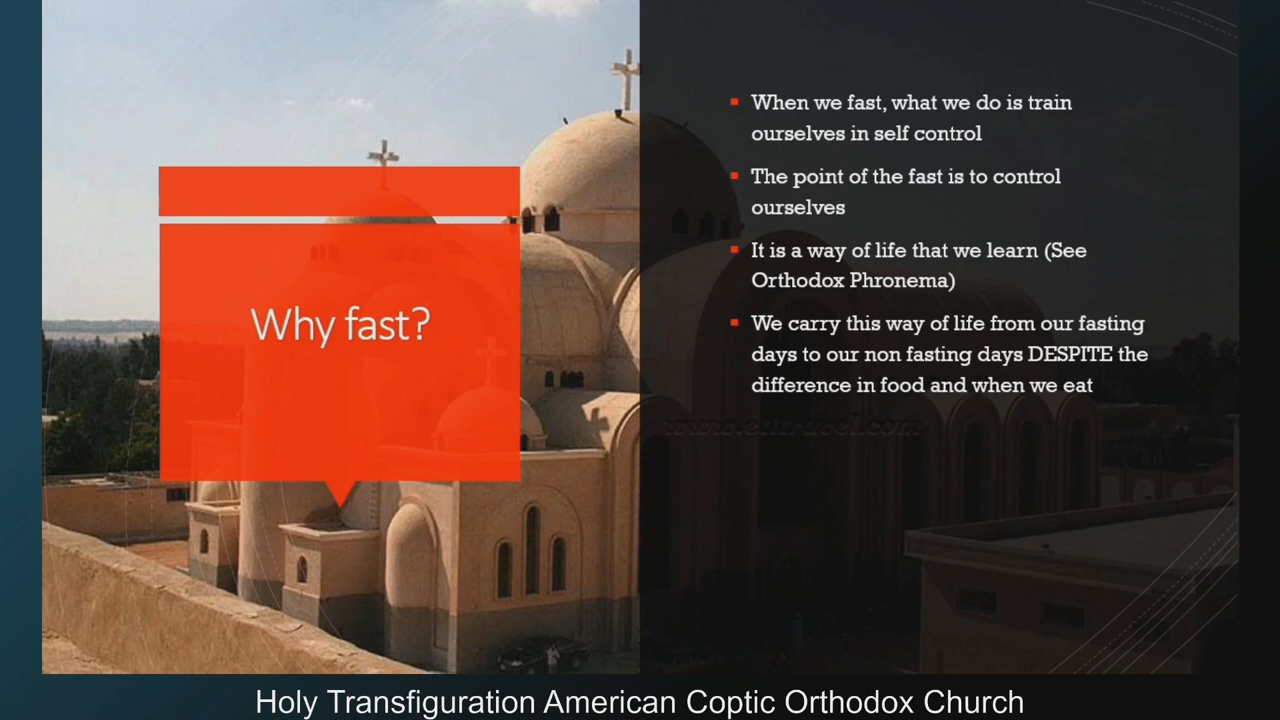 Why fast?
When we fast, what we do is train
ourselves in self control
The point of the fast is to control
ourselves
It is a way of life that we learn (See
Orthodox Phronema)
We carry this way of life from our fasting
days to our non fasting days DESPITE the
difference in food and when we eat
Holy Transfiguration American Coptic Orthodox Church